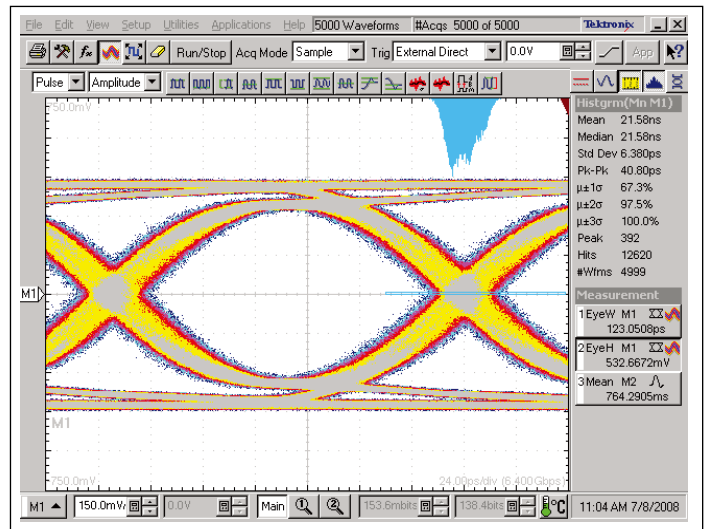 File Edit View Setup Utilities Applications Help 5000 Waveforms #Acqs 5000 of 5000 Tektronix
Run/Stop Acq Mode Sample Trig External Direct 0.0V App
Pulse Amplitude
750.0mV
Histgrm(Mn M1)
Mean 21.58ns
Median 21.58ns
Std Dev 6.380ps
Pk-Pk 40.80ps
µ±1σ 67.3%
µ±2σ 97.5%
µ±3σ 100.0%
Peak 392
Hits 12620
#Wfms 4999
M1
Measurement
1EyeW M1
123.0508ps
2EyeH M1
532.6672mV
3Mean M2
764.2905ms
M1
-750.0mV
24.00ps/div (6.400Gbps)
M1 150.0mV/ 0.0V Main 1 2 153.6mbits 138.4bits °C 11:04 AM 7/8/2008